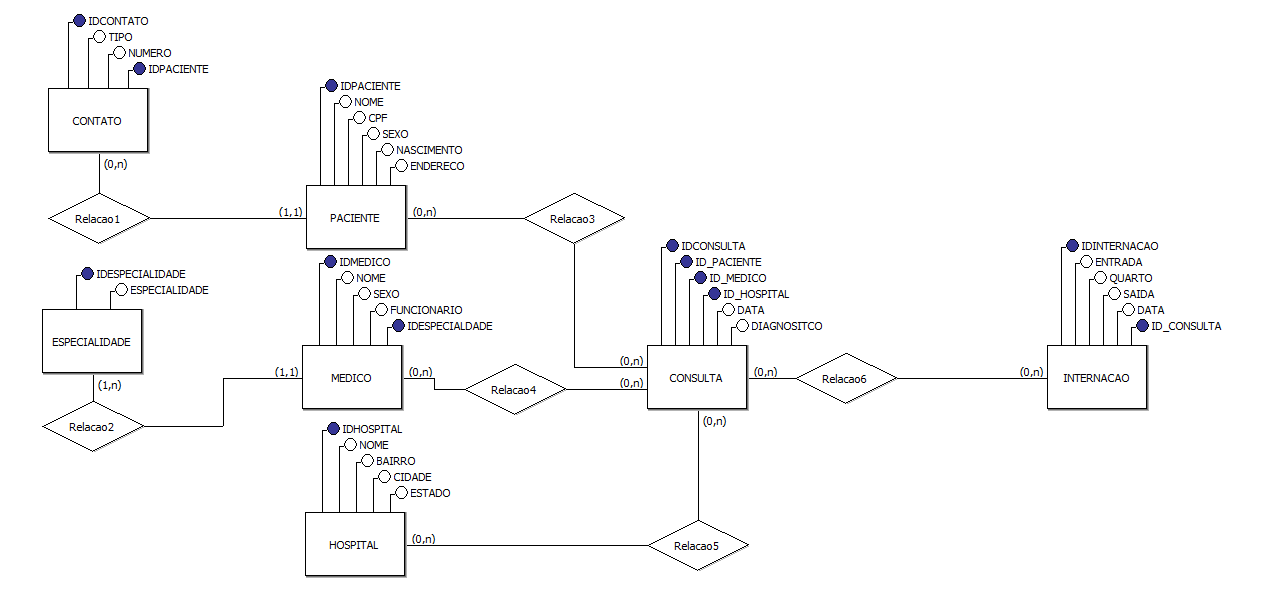 IDCONTATO
TIPO
NUMERO
IDPACIENTE
CONTATO
(0,n)
Relacao1
(1,1)
IDPACIENTE
NOME
CPF
SEXO
NASCIMENTO
ENDERECO
PACIENTE
(0,n)
Relacao3
IDESPECIALIDADE
ESPECIALIDADE
ESPECIALIDADE
(1,n)
Relacao2
(1,1)
IDMEDICO
NOME
SEXO
FUNCIONARIO
IDESPECIALDADE
MEDICO
(0,n)
Relacao4
(0,n)
(0,n)
IDCONSULTA
ID_PACIENTE
ID_MEDICO
ID_HOSPITAL
DATA
DIAGNOSITCO
CONSULTA
(0,n)
(0,n)
Relacao6
(0,n)
IDINTERNACAO
ENTRADA
QUARTO
SAIDA
DATA
ID_CONSULTA
INTERNACAO
IDHOSPITAL
NOME
BAIRRO
CIDADE
ESTADO
HOSPITAL
(0,n)
Relacao5